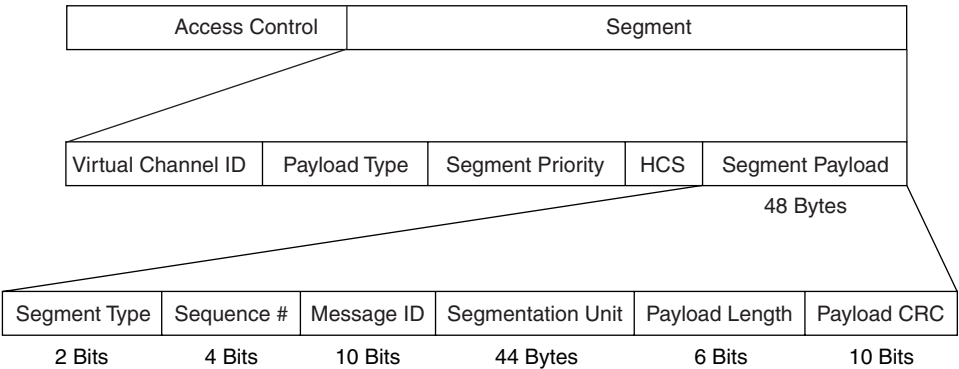 Access Control Segment
Virtual Channel ID Payload Type Segment Priority HCS Segment Payload
48 Bytes
Segment Type Sequence # Message ID Segmentation Unit Payload Length Payload CRC
2 Bits 4 Bits 10 Bits 44 Bytes 6 Bits 10 Bits